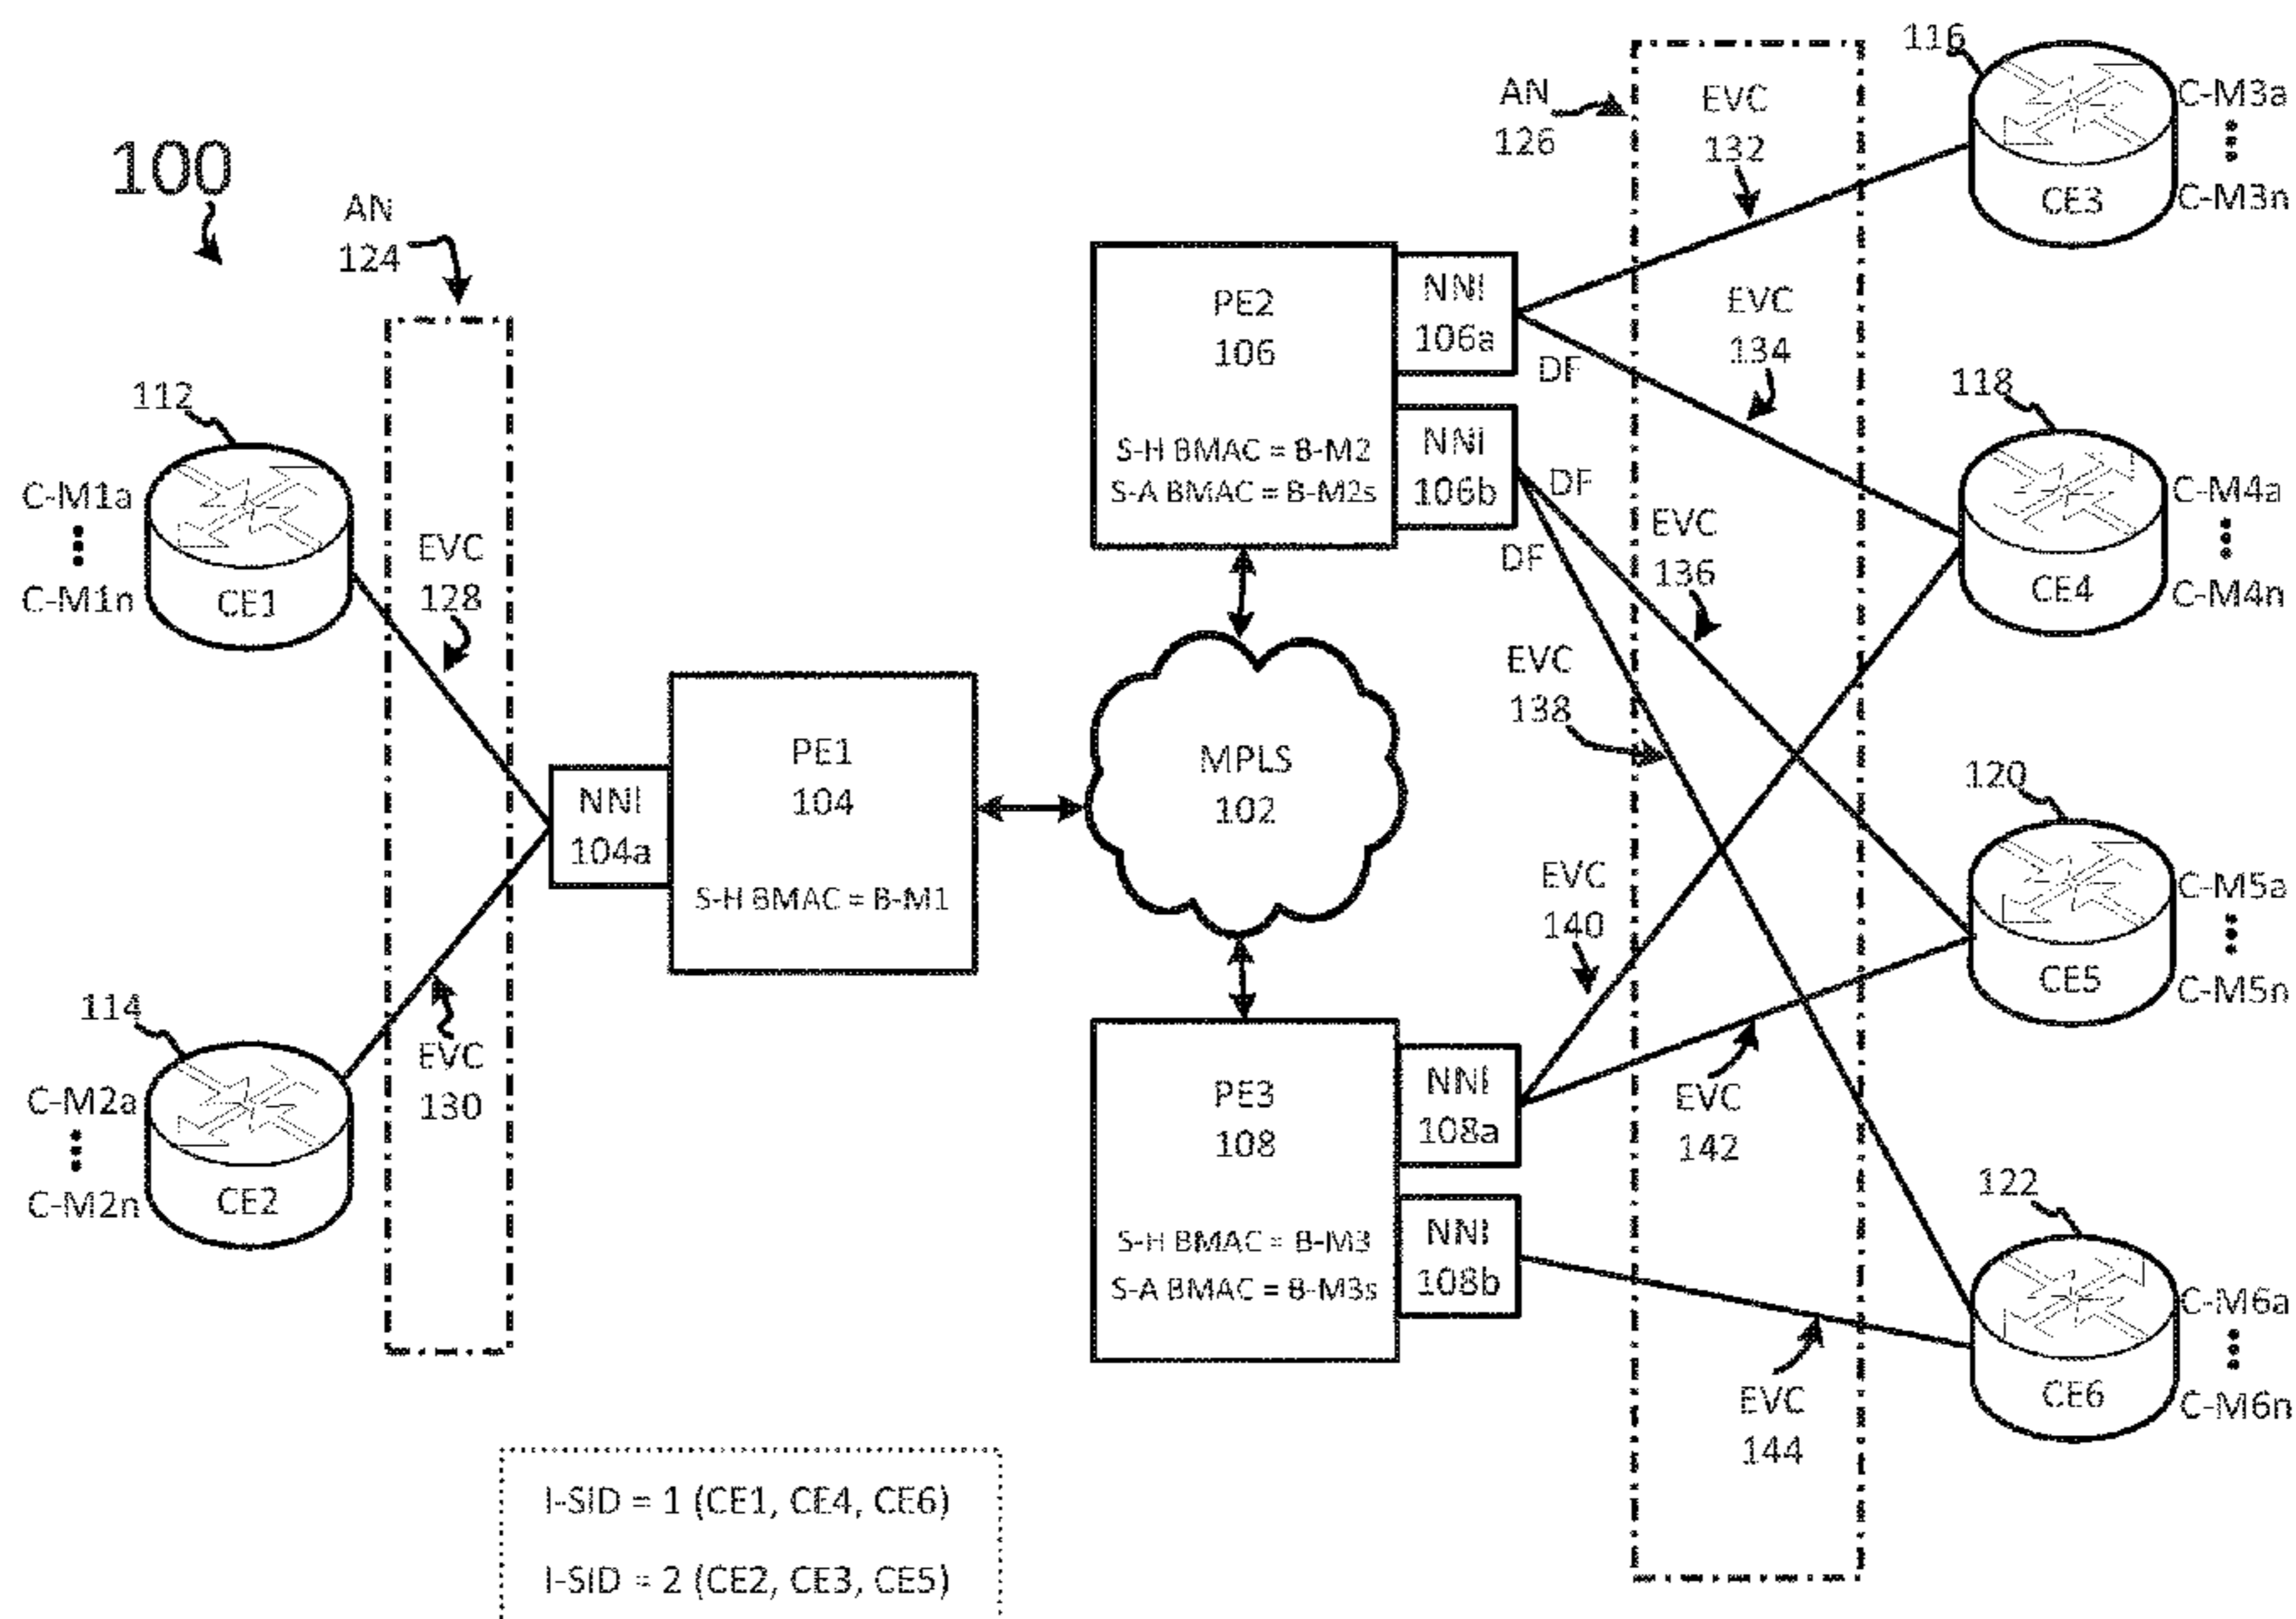 100
AN
124
112
C-M1a
C-M1n
CE1
EVC
128
114
C-M2a
C-M2n
CE2
EVC
130
NNI
104a
PE1
104
S-H BMAC = B-M1
MPLS
102
PE2
106
S-H BMAC = B-M2
S-A BMAC = B-M2s
NNI
106a
NNI
106b
DF
DF
DF
PE3
108
S-H BMAC = B-M3
S-A BMAC = B-M3s
NNI
108a
NNI
108b
AN
126
EVC
132
EVC
134
EVC
136
EVC
138
EVC
140
EVC
142
EVC
144
116
CE3
C-M3a
C-M3n
118
CE4
C-M4a
C-M4n
120
CE5
C-M5a
C-M5n
122
CE6
C-M6a
C-M6n
I-SID = 1 (CE1, CE4, CE6)
I-SID = 2 (CE2, CE3, CE5)